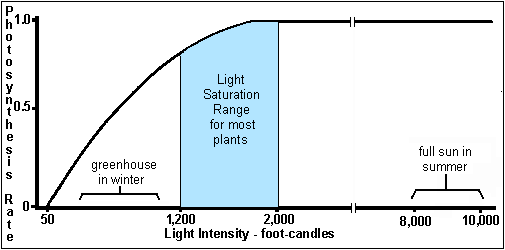 Photosynthesis Rate
1.0
0.5
0
Light
Saturation
Range
for most
plants
greenhouse
in winter
full sun in
summer
50
1,200
2,000
8,000
10,000
Light Intensity - foot-candles